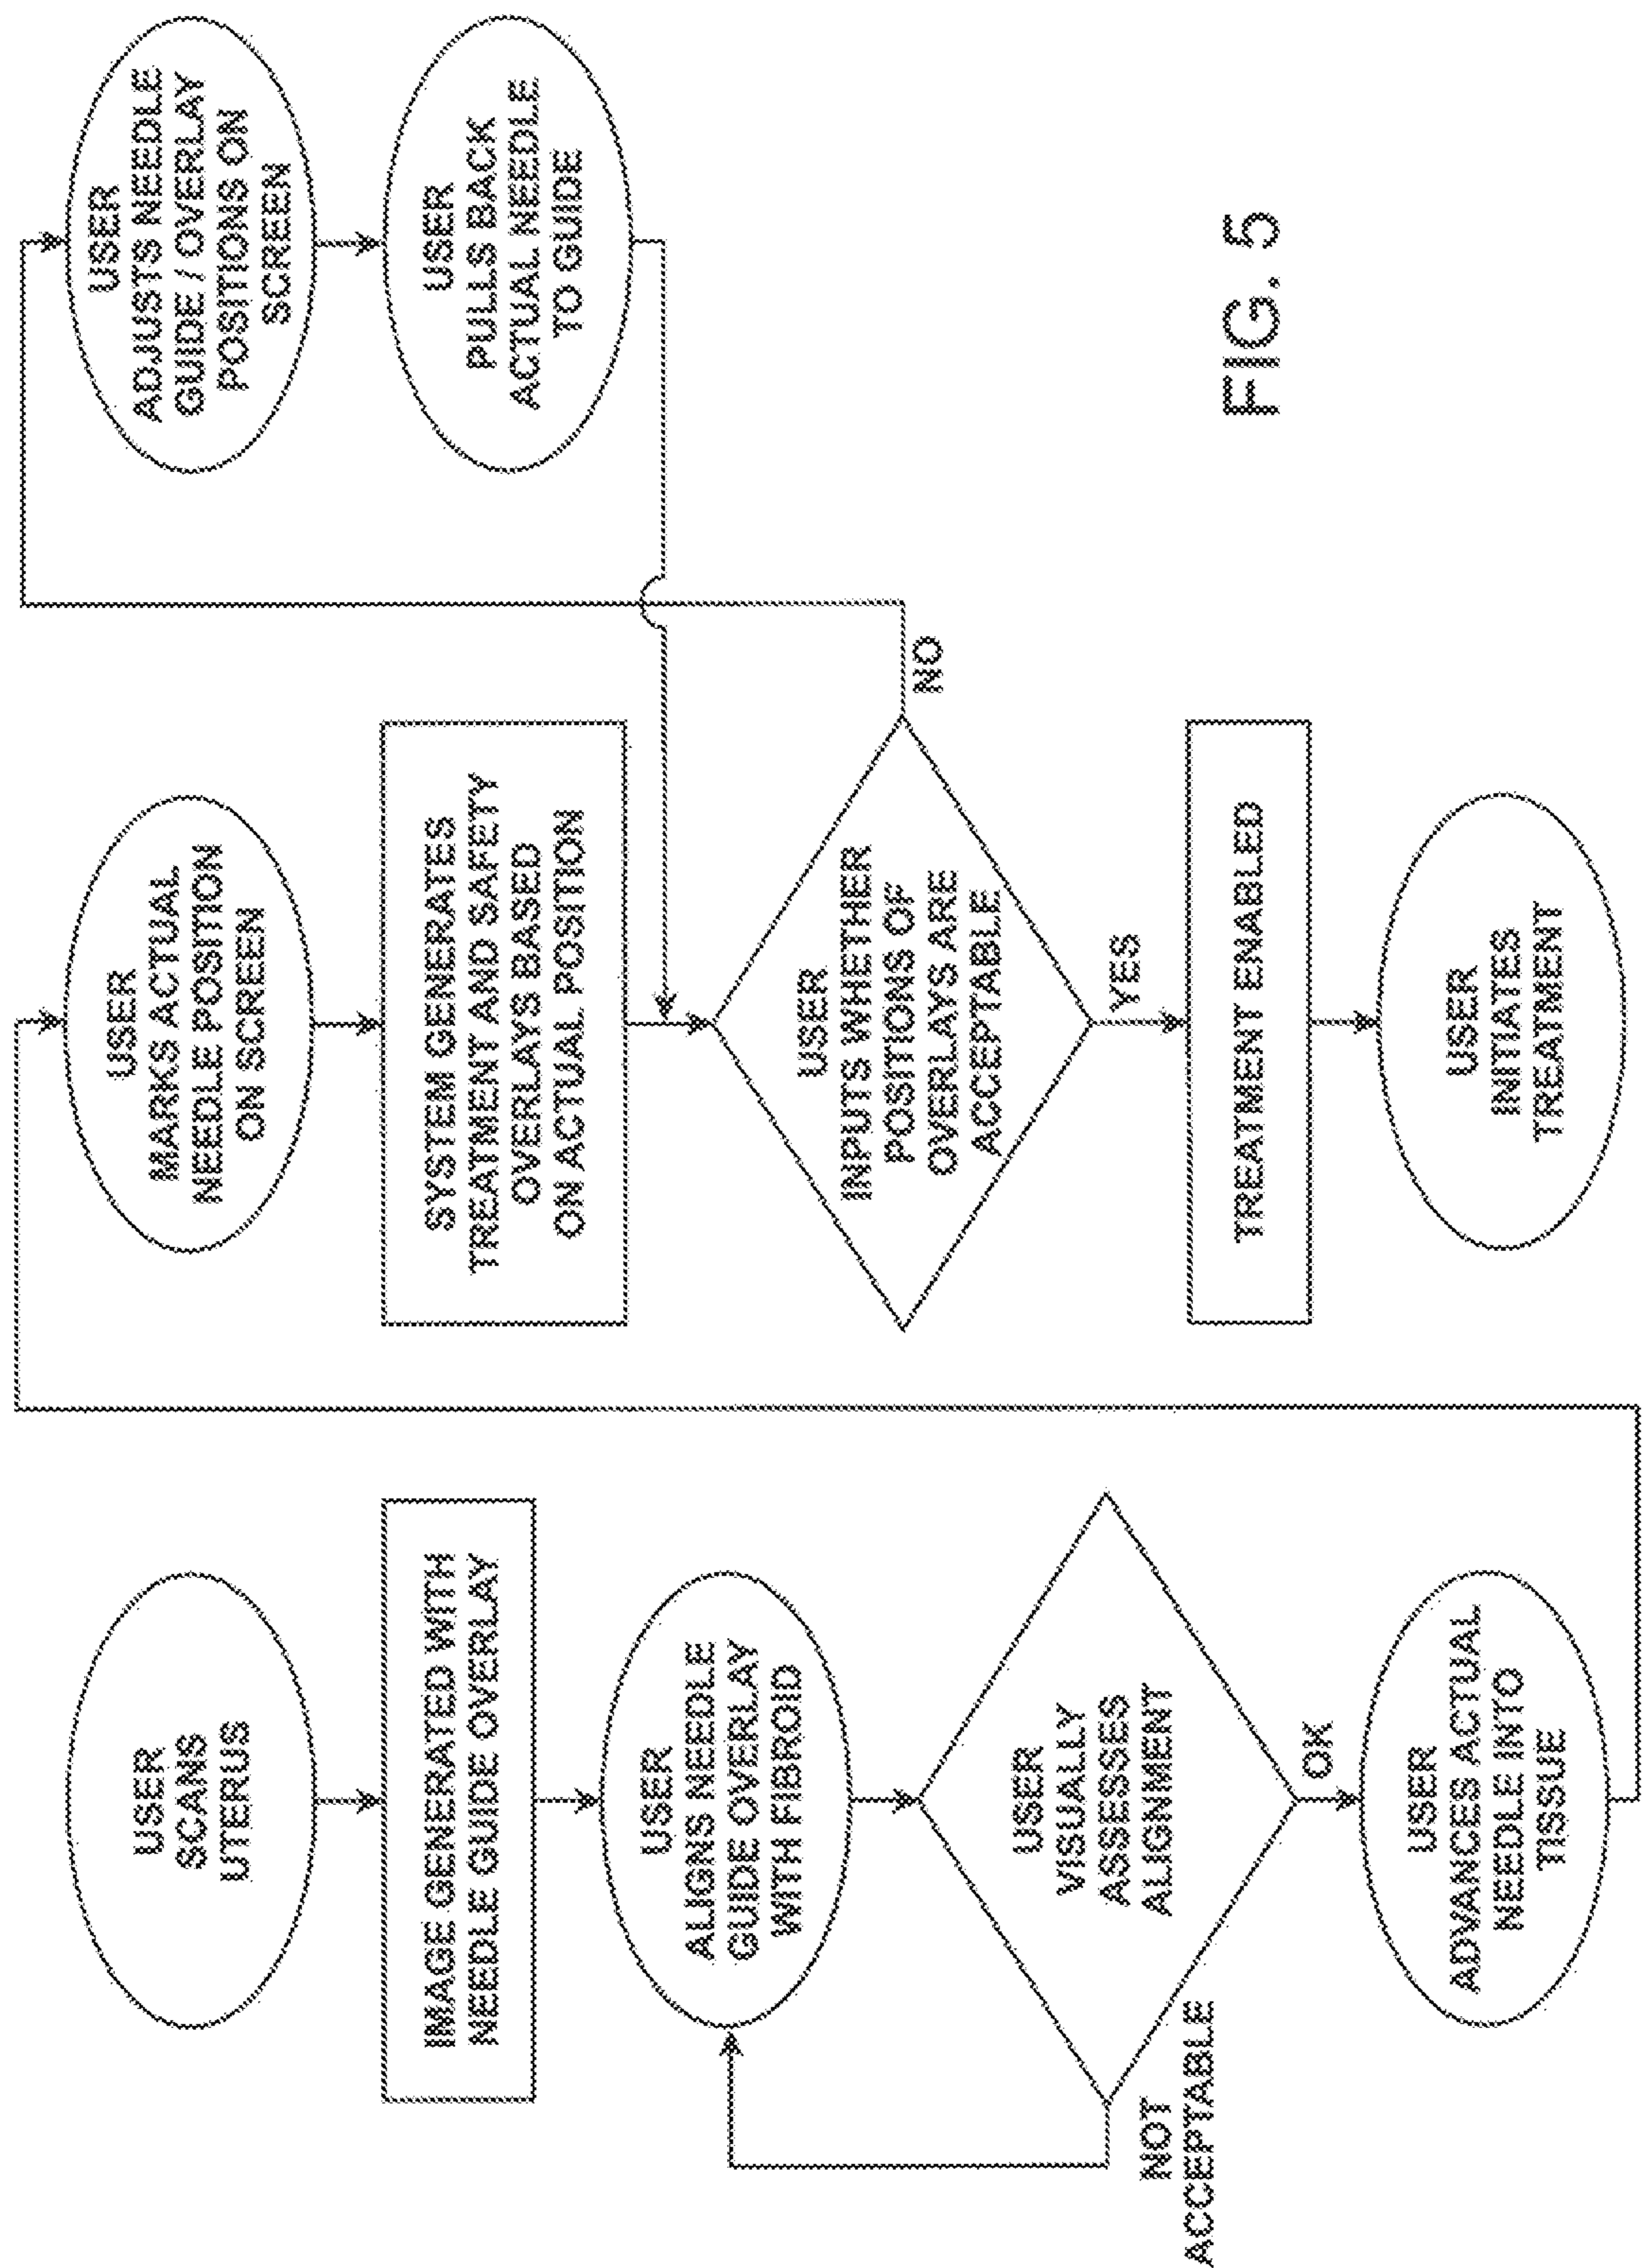 USER
SCANS
UTERUS
IMAGE GENERATED WITH
NEEDLE GUIDE OVERLAY
USER
ALIGNS NEEDLE
GUIDE OVERLAY
WITH FIBROID
USER
VISUALLY
ASSESSES
ALIGNMENT
NOT
ACCEPTABLE
OK
USER
ADVANCES ACTUAL
NEEDLE INTO
TISSUE
USER
MARKS ACTUAL
NEEDLE POSITION
ON SCREEN
SYSTEM GENERATES
TREATMENT AND SAFETY
OVERLAYS BASED
ON ACTUAL POSITION
USER
INPUTS WHETHER
POSITIONS OF
OVERLAYS ARE
ACCEPTABLE
NO
YES
TREATMENT ENABLED
USER
INITIATES
TREATMENT
USER
ADJUSTS NEEDLE
GUIDE / OVERLAY
POSITIONS ON
SCREEN
USER
PULLS BACK
ACTUAL NEEDLE
TO GUIDE
FIG. 5